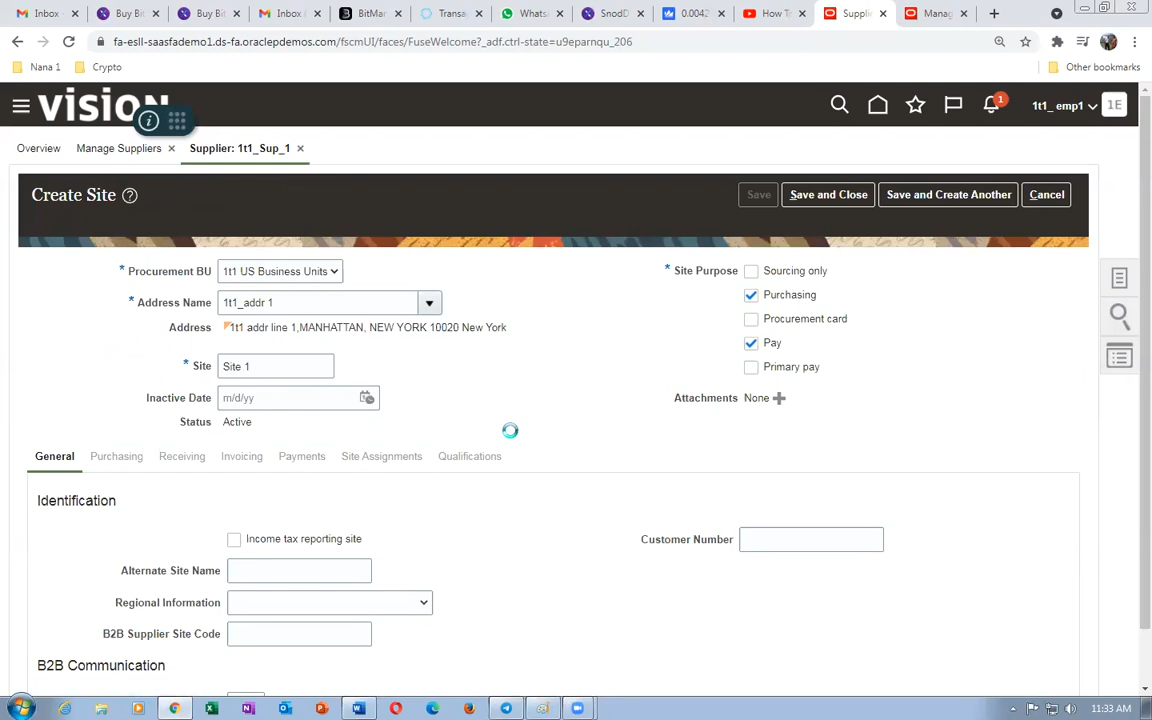 Inbox -
Buy Bit
Buy Bit
Inbox /
BitMar
Transa
Whats
SnodD
0.0042
How T
Supplie
Manag
fa-esll-saasfademo1.ds-fa.oraclepdemos.com/fscmUI/faces/FuseWelcome?_adf.ctrl-state=u9eparnqu_206
Nana 1
Crypto
Other bookmarks
vision
1
1t1_ emp1
1E
Overview
Manage Suppliers
Supplier: 1t1_Sup_1
Create Site
Save
Save and Close
Save and Create Another
Cancel
* Procurement BU
1t1 US Business Units
* Site Purpose
Sourcing only
Purchasing
* Address Name
1t1_addr 1
Procurement card
Address
1t1 addr line 1,MANHATTAN, NEW YORK 10020 New York
Pay
* Site
Site 1
Primary pay
Inactive Date
m/d/yy
Attachments
None
Status
Active
General
Purchasing
Receiving
Invoicing
Payments
Site Assignments
Qualifications
Identification
Income tax reporting site
Customer Number
Alternate Site Name
Regional Information
B2B Supplier Site Code
B2B Communication
11:33 AM